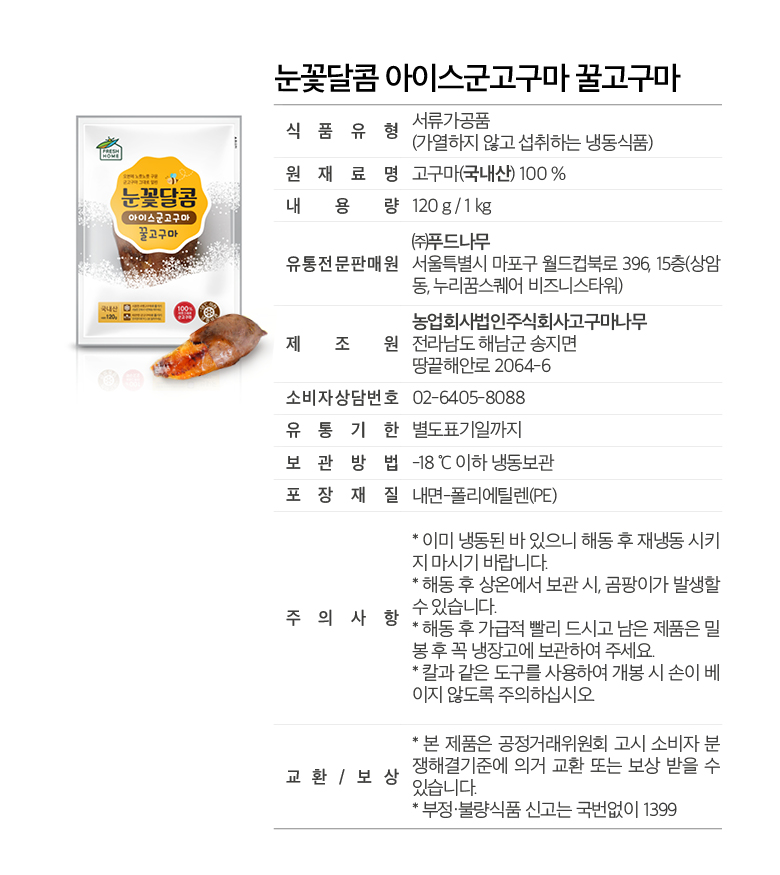 눈꽃달콤 아이스군고구마 꿀고구마
식품유형
서류가공품
(가열하지 않고 섭취하는 냉동식품)
원재료명
고구마(국내산) 100 %
내용량
120 g / 1 kg
유통전문판매원
㈜푸드나무
서울특별시 마포구 월드컵북로 396, 15층(상암
동, 누리꿈스퀘어 비즈니스타워)
제조원
농업회사법인주식회사고구마나무
전라남도 해남군 송지면
땅끝해안로 2064-6
소비자상담번호
02-6405-8088
유통기한
별도표기일까지
보관방법
-18 ℃ 이하 냉동보관
포장재질
내면-폴리에틸렌(PE)
주의사항
* 이미 냉동된 바 있으니 해동 후 재냉동 시키
지 마시기 바랍니다.
* 해동 후 상온에서 보관 시, 곰팡이가 발생할
수 있습니다.
* 해동 후 가급적 빨리 드시고 남은 제품은 밀
봉 후 꼭 냉장고에 보관하여 주세요.
* 칼과 같은 도구를 사용하여 개봉 시 손이 베
이지 않도록 주의하십시오.
교환/보상
* 본 제품은 공정거래위원회 고시 소비자 분
쟁해결기준에 의거 교환 또는 보상 받을 수
있습니다.
* 부정·불량식품 신고는 국번없이 1399
FRESH
HOME
눈꽃달콤
아이스군고구마
꿀고구마
국내산
120g
100%